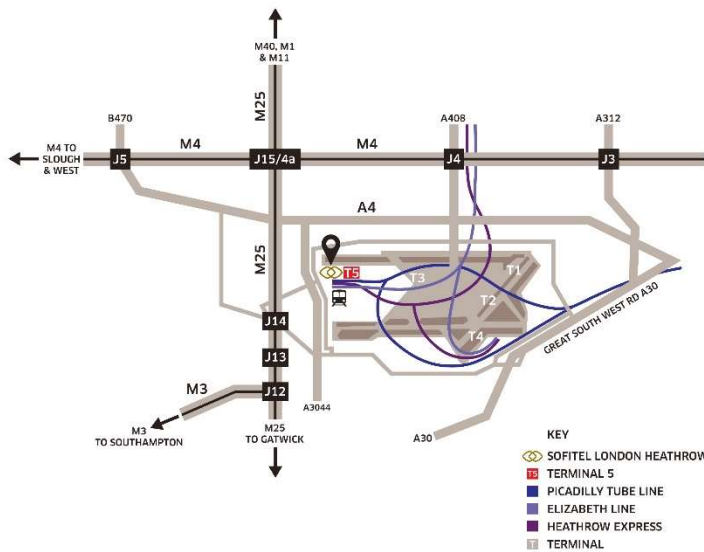 M40, M1
& M11
M25
B470
A408
A312
M4 TO
SLOUGH
& WEST
M4
M4
J5
J15/4a
J4
J3
A4
M25
T5
T3
T1
T2
T4
J14
J13
J12
GREAT SOUTH WEST RD A30
M3
M3
TO SOUTHAMPTON
M25
TO GATWICK
A3044
A30
KEY
SOFITEL LONDON HEATHROW
T5 TERMINAL 5
PICADILLY TUBE LINE
ELIZABETH LINE
HEATHROW EXPRESS
T TERMINAL